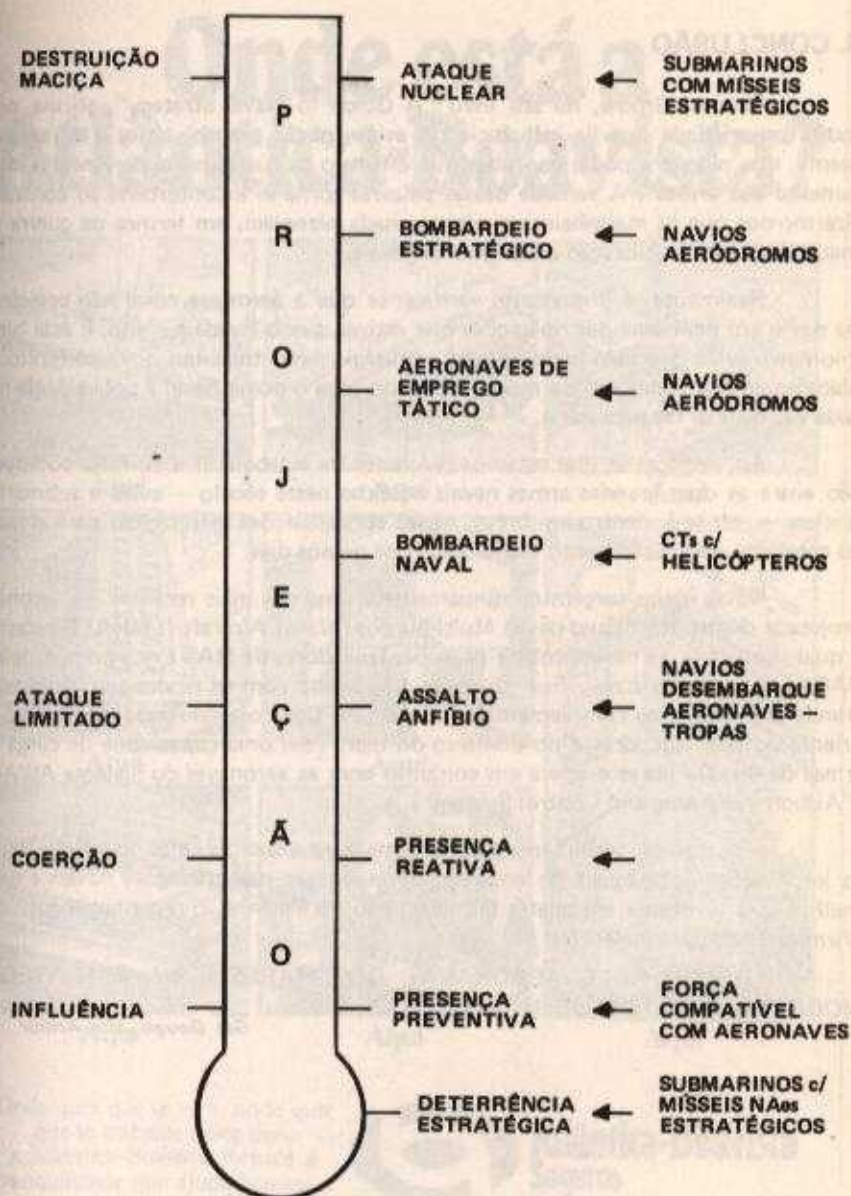 DESTRUIÇÃO
MACIÇA
ATAQUE
NUCLEAR
SUBMARINOS
COM MÍSSEIS
ESTRATÉGICOS
P
R
O
J
E
Ç
Ã
O
BOMBARDEIO
ESTRATÉGICO
NAVIOS
AERÓDROMOS
AERONAVES DE
EMPREGO
TÁTICO
NAVIOS
AERÓDROMOS
BOMBARDEIO
NAVAL
CTs c/
HELICÓPTEROS
ATAQUE
LIMITADO
ASSALTO
ANFÍBIO
NAVIOS
DESEMBARQUE
AERONAVES –
TROPAS
COERÇÃO
PRESENÇA
REATIVA
INFLUÊNCIA
PRESENÇA
PREVENTIVA
FORÇA
COMPATÍVEL
COM AERONAVES
DETERRÊNCIA
ESTRATÉGICA
SUBMARINOS c/
MÍSSEIS NAes
ESTRATÉGICOS